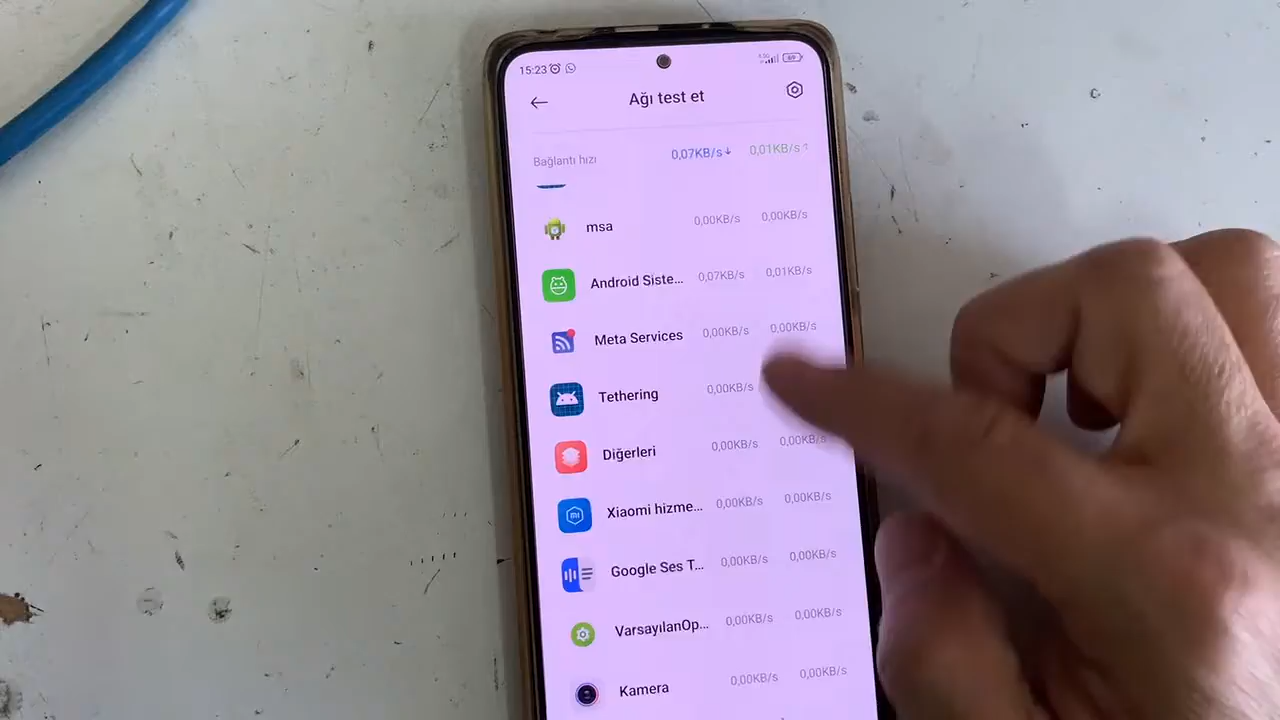 15:23
Ağı test et
Bağlantı hızı 0,07KB/s↓ 0,01KB/s↑
msa 0,00KB/s 0,00KB/s
Android Siste... 0,07KB/s 0,01KB/s
Meta Services 0,00KB/s 0,00KB/s
Tethering 0,00KB/s
Diğerleri 0,00KB/s 0,00KB/s
Xiaomi hizme... 0,00KB/s 0,00KB/s
Google Ses T... 0,00KB/s 0,00KB/s
VarsayılanOp... 0,00KB/s 0,00KB/s
Kamera 0,00KB/s 0,00KB/s